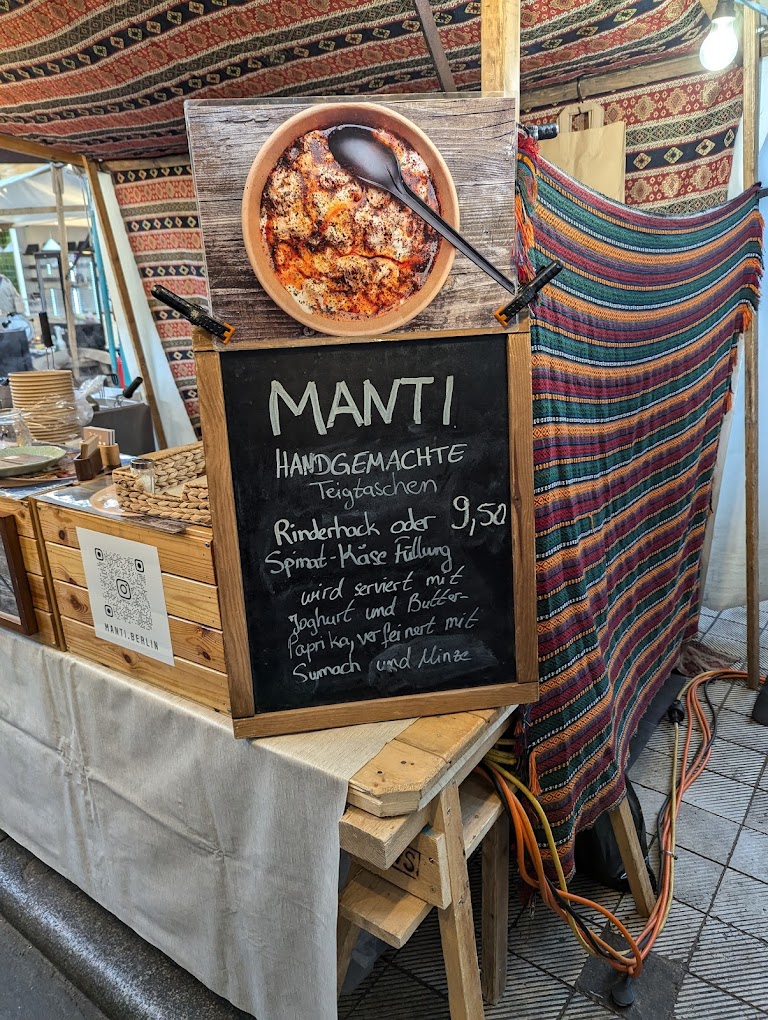 MANTI
HANDGEMACHTE
Teigtaschen
Rinderhack oder 9,50
Spinat-Käse Füllung
wird serviert mit
Joghurt und Butter-
Paprika, verfeinert mit
Sumach und Minze
MANTI.BERLIN